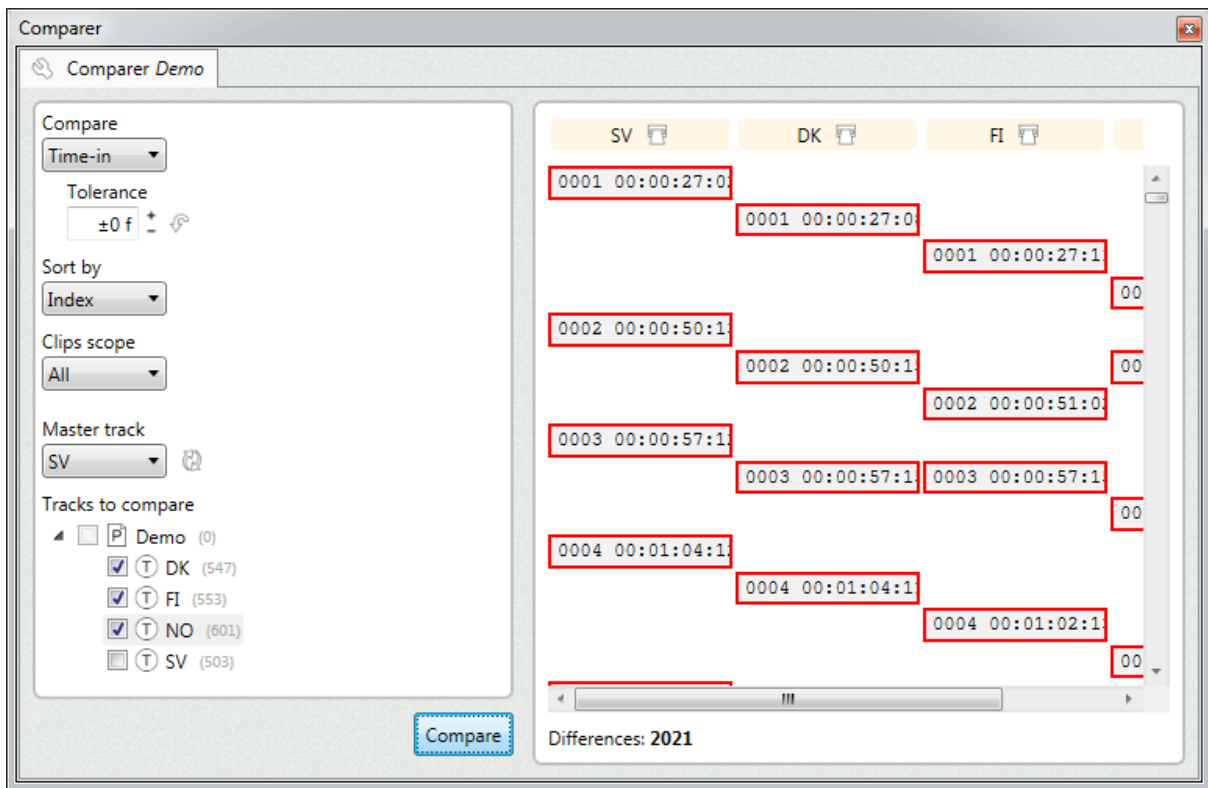 Comparer
Comparer Demo
Compare
Time-in
Tolerance
±0 f + −
Sort by
Index
Clips scope
All
Master track
SV
Tracks to compare
P Demo (0)
T DK (547)
T FI (553)
T NO (601)
T SV (503)
Compare
SV DK FI
0001 00:00:27:0
0001 00:00:27:0
0001 00:00:27:1
00
0002 00:00:50:1
0002 00:00:50:1 00
0002 00:00:51:0
0003 00:00:57:1
0003 00:00:57:1 0003 00:00:57:1
00
0004 00:01:04:1
0004 00:01:04:1
0004 00:01:02:1
00
Differences: 2021